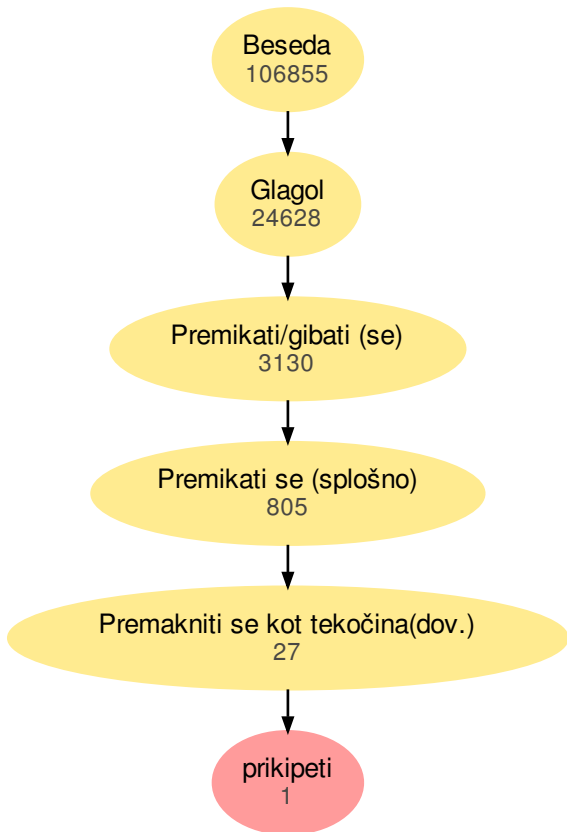 Beseda
106855
Glagol
24628
Premikati/gibati (se)
3130
Premikati se (splošno)
805
Premakniti se kot tekočina(dov.)
27
prikipeti
1